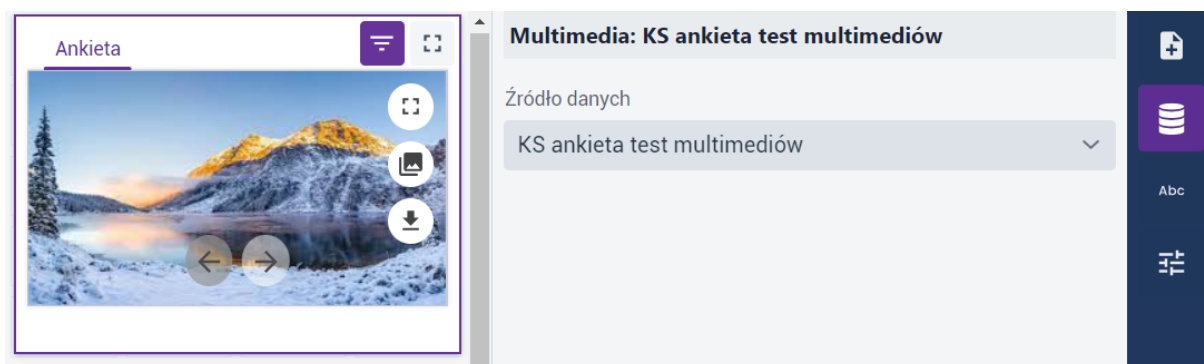 Ankieta
Multimedia: KS ankieta test multimediów
Źródło danych
KS ankieta test multimediów
Abc